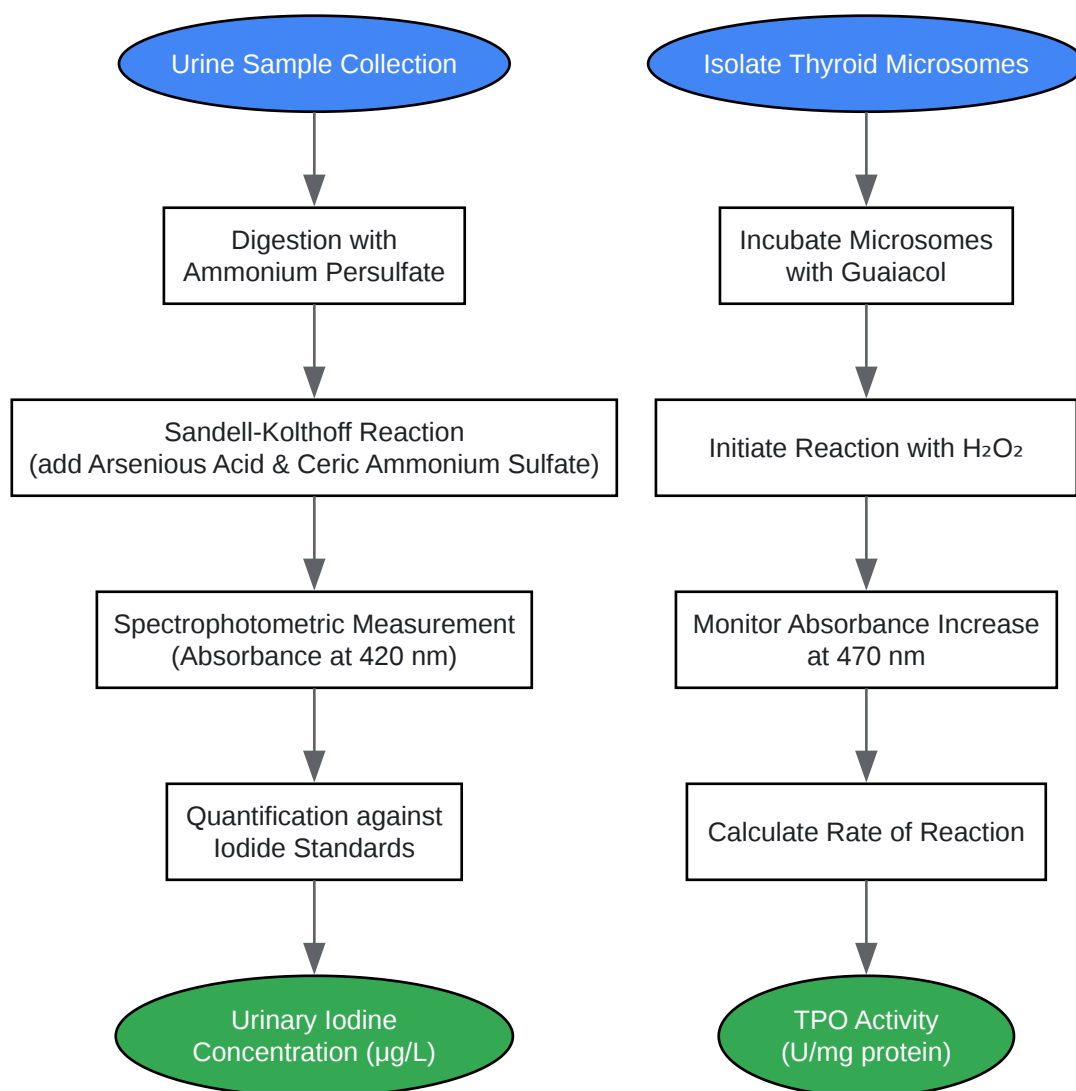 Urine Sample Collection
Digestion with
Ammonium Persulfate
Sandell-Kolthoff Reaction
(add Arsenious Acid & Ceric Ammonium Sulfate)
Spectrophotometric Measurement
(Absorbance at 420 nm)
Quantification against
Iodide Standards
Urinary Iodine
Concentration (µg/L)
Isolate Thyroid Microsomes
Incubate Microsomes
with Guaiacol
Initiate Reaction with H₂O₂
Monitor Absorbance Increase
at 470 nm
Calculate Rate of Reaction
TPO Activity
(U/mg protein)